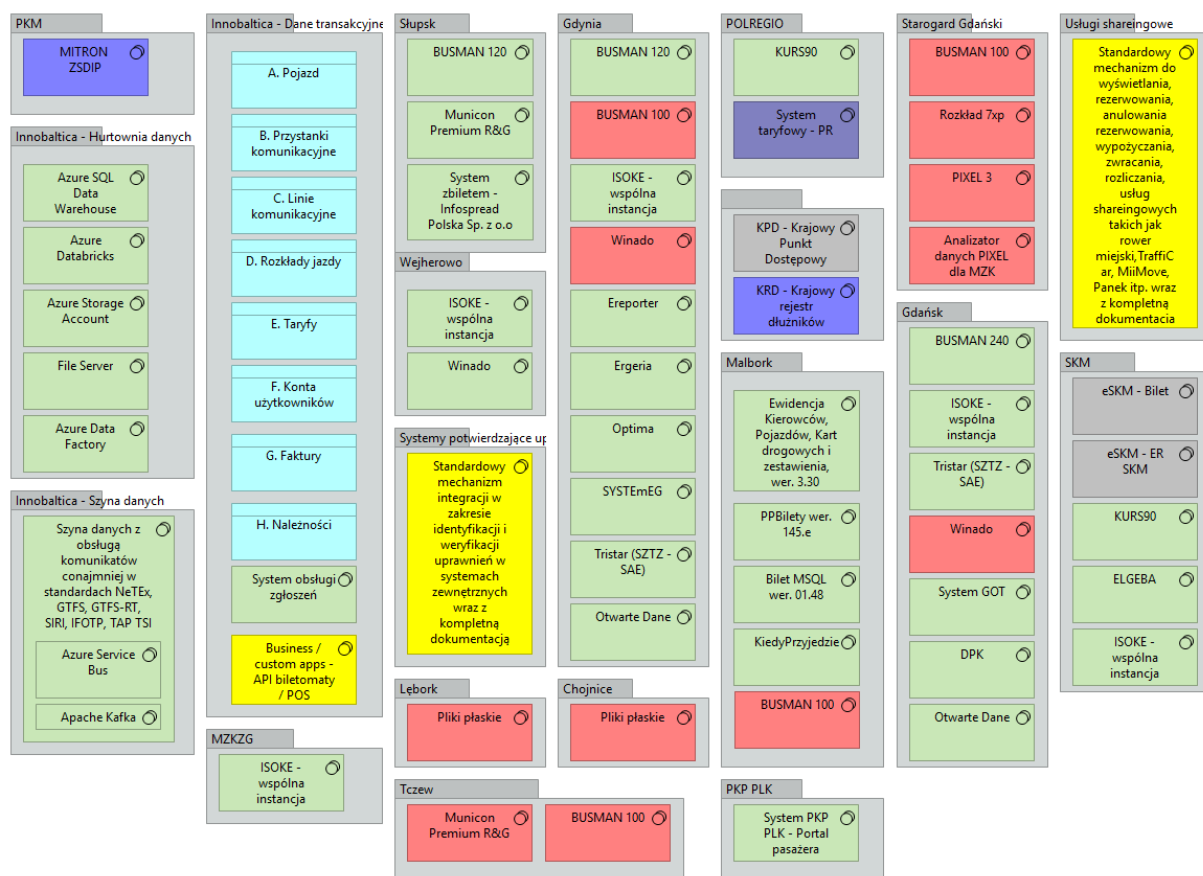 PKM
MITRON
ZSDIP
Innobaltica - Hurtownia danych
Azure SQL
Data
Warehouse
Azure
Databricks
Azure Storage
Account
File Server
Azure Data
Factory
Innobaltica - Szyna danych
Szyna danych z
obsługą
komunikatów
conajmniej w
standardach NeTEx,
GTFS, GTFS-RT,
SIRI, IFOTP, TAP TSI
Azure Service
Bus
Apache Kafka
Innobaltica - Dane transakcyjne
A. Pojazd
B. Przystanki
komunikacyjne
C. Linie
komunikacyjne
D. Rozkłady jazdy
E. Taryfy
F. Konta
użytkowników
G. Faktury
H. Należności
System obsługi
zgłoszeń
Business /
custom apps -
API biletomaty
/ POS
MZKZG
ISOKE -
wspólna
instancja
Słupsk
BUSMAN 120
Municon
Premium R&G
System
zbiletem -
Infospread
Polska Sp. z o.o
Wejherowo
ISOKE -
wspólna
instancja
Winado
Systemy potwierdzające up
Standardowy
mechanizm
integracji w
zakresie
identyfikacji i
weryfikacji
uprawnień w
systemach
zewnętrznych
wraz z
kompletną
dokumentacją
Lębork
Pliki płaskie
Tczew
Municon
Premium R&G
BUSMAN 100
Gdynia
BUSMAN 120
BUSMAN 100
ISOKE -
wspólna
instancja
Winado
Ereporter
Ergeria
Optima
SYSTEmEG
Tristar (SZTZ -
SAE)
Otwarte Dane
Chojnice
Pliki płaskie
POLREGIO
KURS90
System
taryfowy - PR
KPD - Krajowy
Punkt
Dostępowy
KRD - Krajowy
rejestr
dłużników
Malbork
Ewidencja
Kierowców,
Pojazdów, Kart
drogowych i
zestawienia,
wer. 3.30
PPBilety wer.
145.e
Bilet MSQL
wer. 01.48
KiedyPrzyjedzie
BUSMAN 100
PKP PLK
System PKP
PLK - Portal
pasażera
Starogard Gdański
BUSMAN 100
Rozkład 7xp
PIXEL 3
Analizator
danych PIXEL
dla MZK
Gdańsk
BUSMAN 240
ISOKE -
wspólna
instancja
Tristar (SZTZ -
SAE)
Winado
System GOT
DPK
Otwarte Dane
Usługi shareingowe
Standardowy
mechanizm do
wyświetlania,
rezerwowania,
anulowania
rezerwowania,
wypożyczania,
zwracania,
rozliczania,
usług
shareingowych
takich jak
rower
miejski,TraffiC
ar, MiiMove,
Panek itp. wraz
z kompletną
dokumentacja
SKM
eSKM - Bilet
eSKM - ER
SKM
KURS90
ELGEBA
ISOKE -
wspólna
instancja